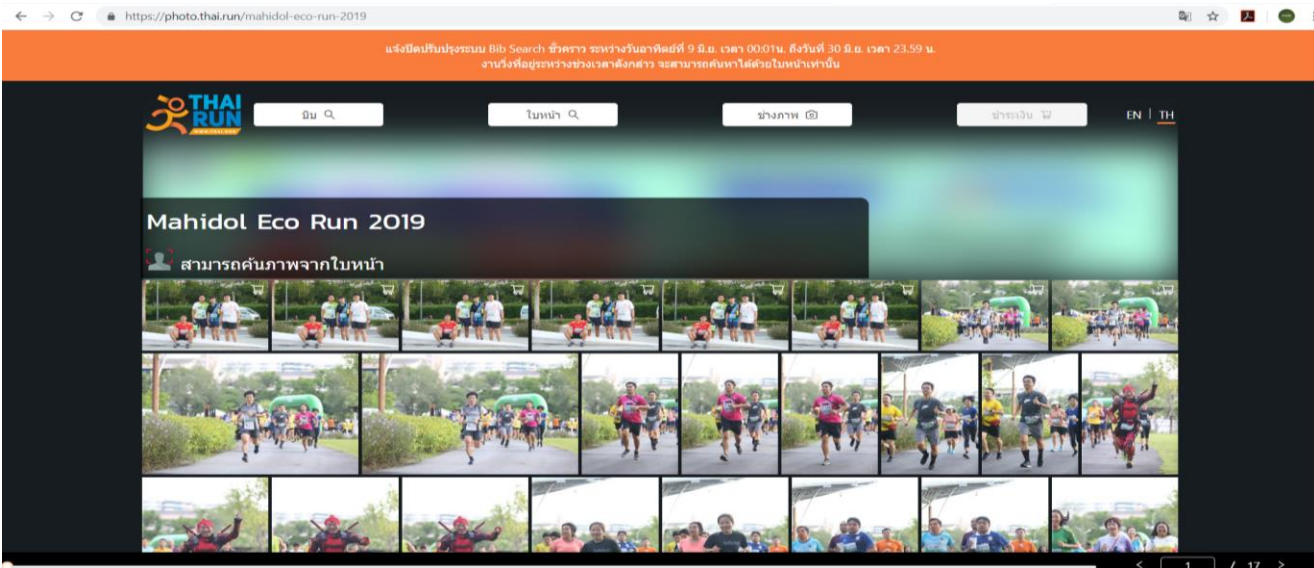 https://photo.thai.run/mahidol-eco-run-2019
แจ้งปิดปรับปรุงระบบ Bib Search ชั่วคราว ระหว่างวันอาทิตย์ที่ 9 มิ.ย. เวลา 00:01น. ถึงวันที่ 30 มิ.ย. เวลา 23.59 น.
งานวิ่งที่อยู่ระหว่างช่วงเวลาดังกล่าว จะสามารถค้นหาได้ด้วยใบหน้าเท่านั้น
THAI
RUN
WWW.THAI.RUN
บิบ
ใบหน้า
ช่างภาพ
ชำระเงิน
EN | TH
Mahidol Eco Run 2019
สามารถค้นภาพจากใบหน้า
< 1 / 17 >